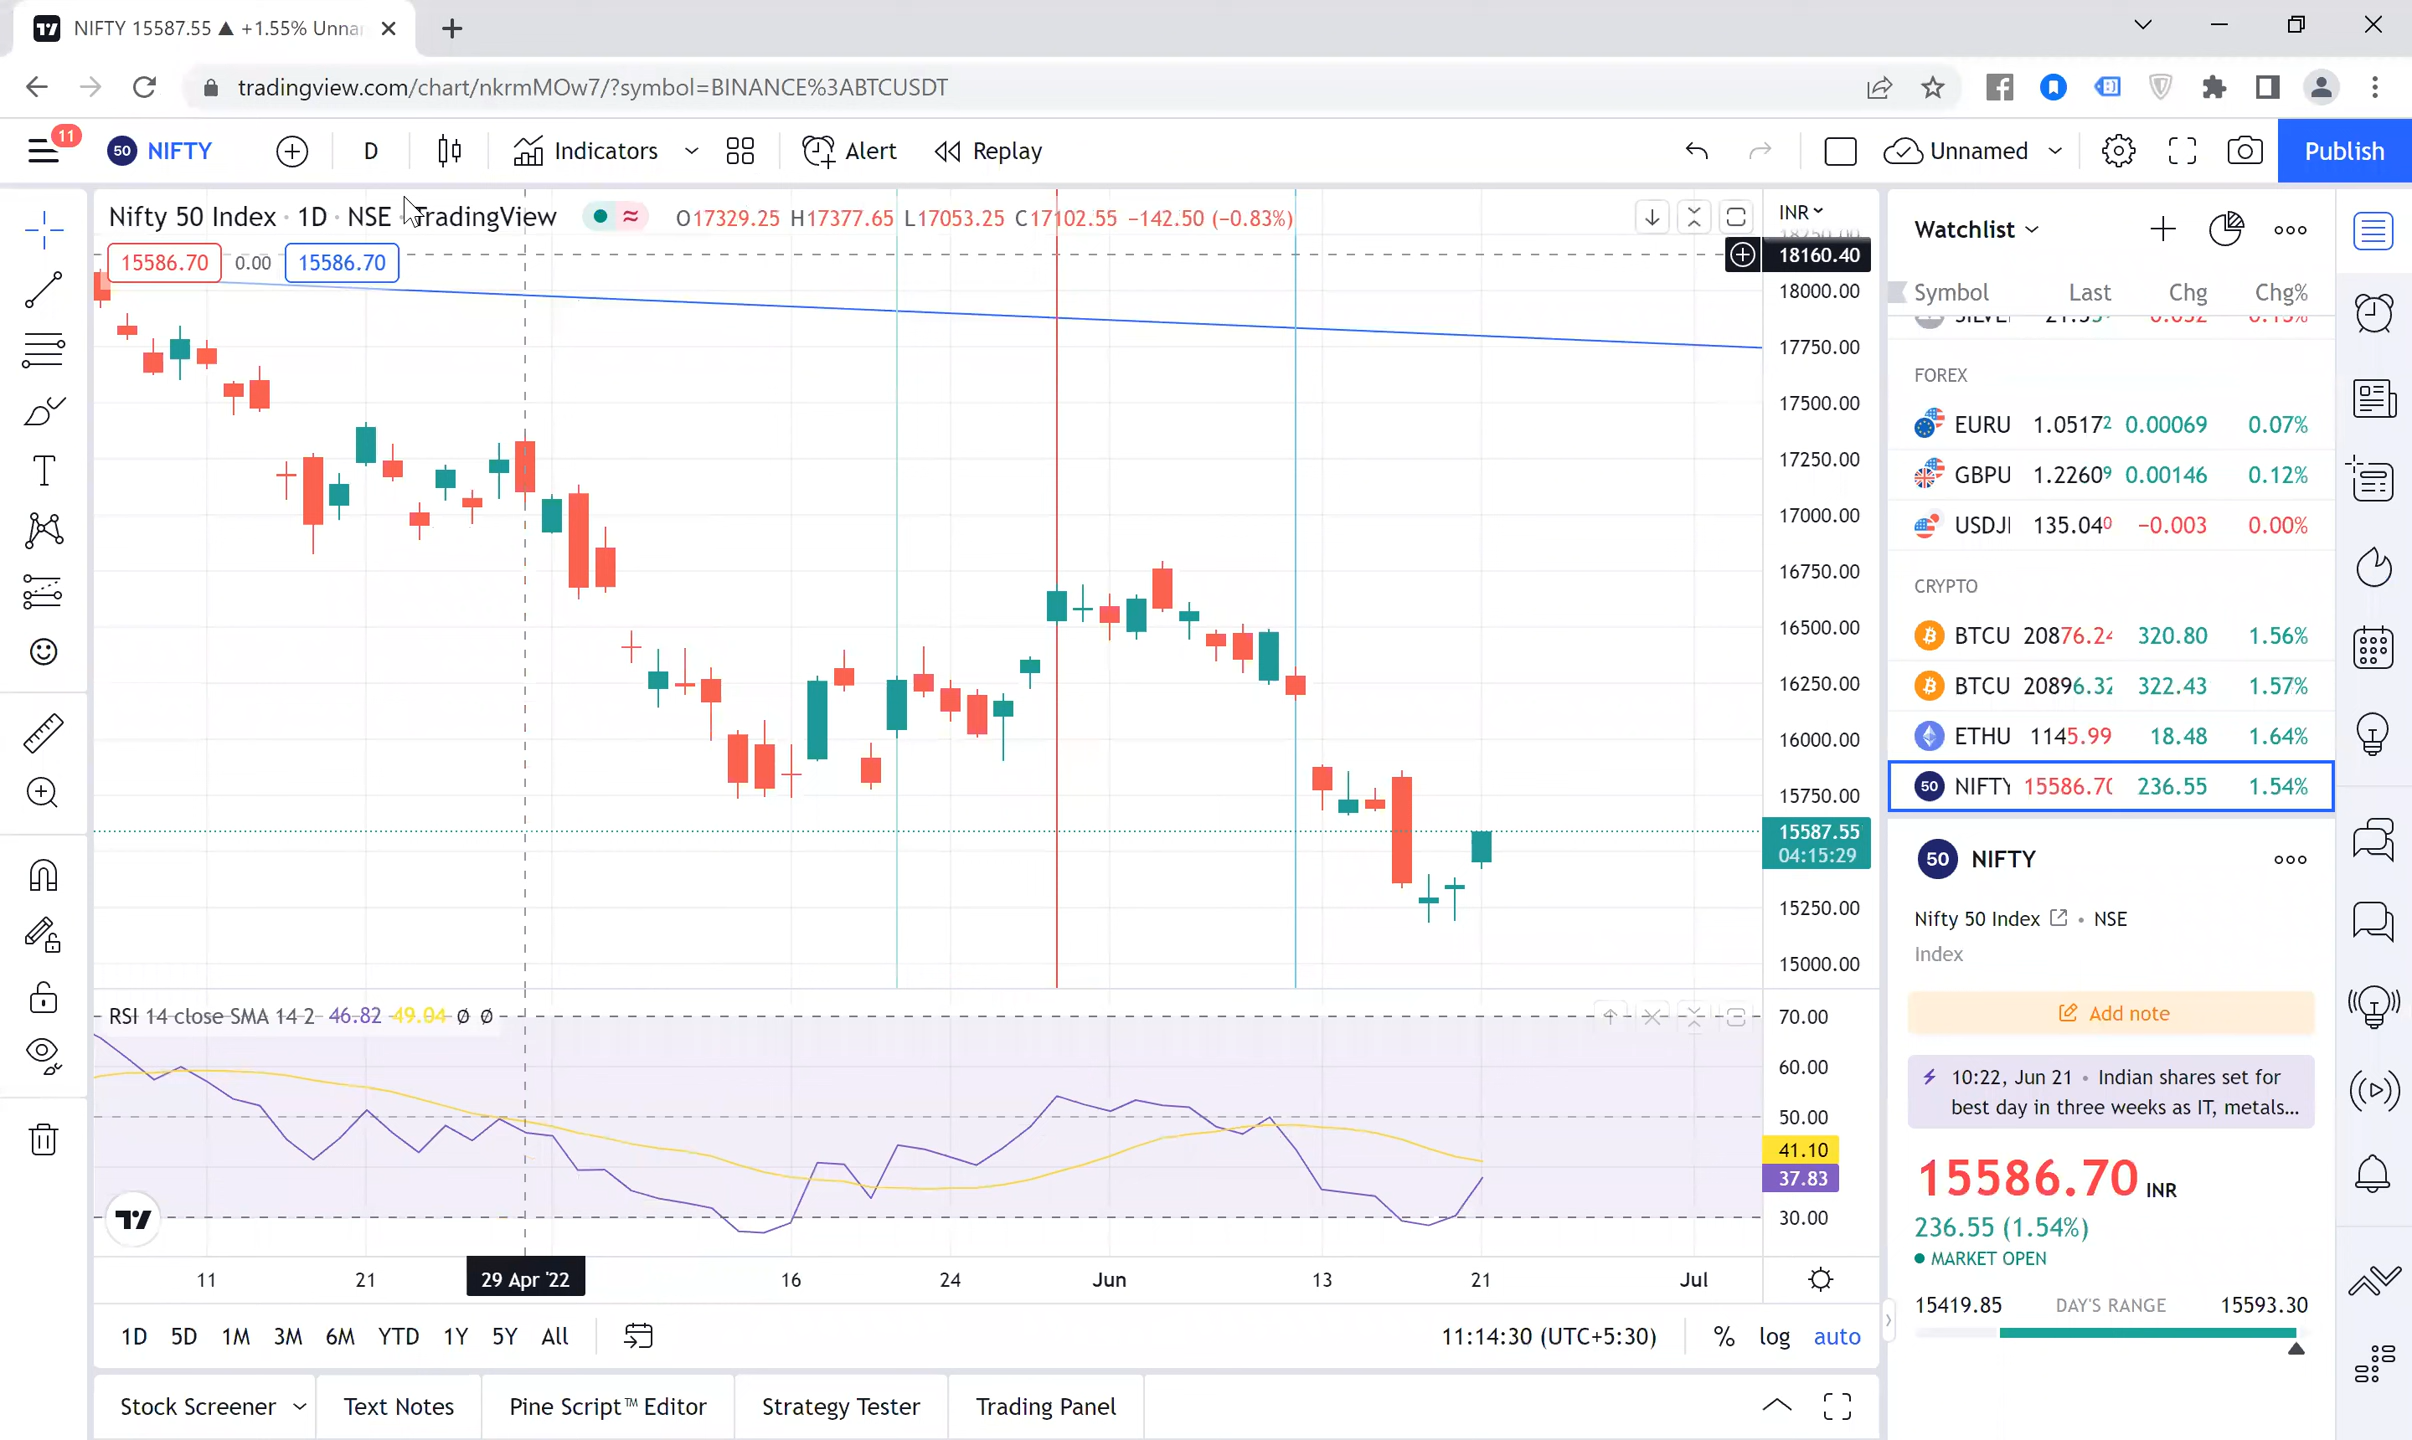 NIFTY 15587.55 ▲ +1.55% Unna
tradingview.com/chart/nkrmMOw7/?symbol=BINANCE%3ABTCUSDT
11
50 NIFTY
D
Indicators
Alert
Replay
Unnamed
Publish
Nifty 50 Index · 1D · NSE · TradingView
O17329.25 H17377.65 L17053.25 C17102.55 −142.50 (−0.83%)
15586.70 0.00 15586.70
INR
18160.40
18000.00
17750.00
17500.00
17250.00
17000.00
16750.00
16500.00
16250.00
16000.00
15750.00
15587.55
04:15:29
15250.00
15000.00
RSI 14 close SMA 14 2 46.82 49.04 ø ø
70.00
60.00
50.00
41.10
37.83
30.00
11 21 29 Apr '22 16 24 Jun 13 21 Jul
1D 5D 1M 3M 6M YTD 1Y 5Y All
11:14:30 (UTC+5:30) % log auto
Stock Screener Text Notes Pine Script™ Editor Strategy Tester Trading Panel
Watchlist
Symbol Last Chg Chg%
FOREX
EURU 1.05172 0.00069 0.07%
GBPU 1.22609 0.00146 0.12%
USDJ 135.040 −0.003 0.00%
CRYPTO
BTCU 20876.24 320.80 1.56%
BTCU 20896.32 322.43 1.57%
ETHU 1145.99 18.48 1.64%
50 NIFTY 15586.70 236.55 1.54%
50 NIFTY
Nifty 50 Index • NSE
Index
Add note
10:22, Jun 21 • Indian shares set for
best day in three weeks as IT, metals...
15586.70 INR
236.55 (1.54%)
MARKET OPEN
15419.85 DAY'S RANGE 15593.30